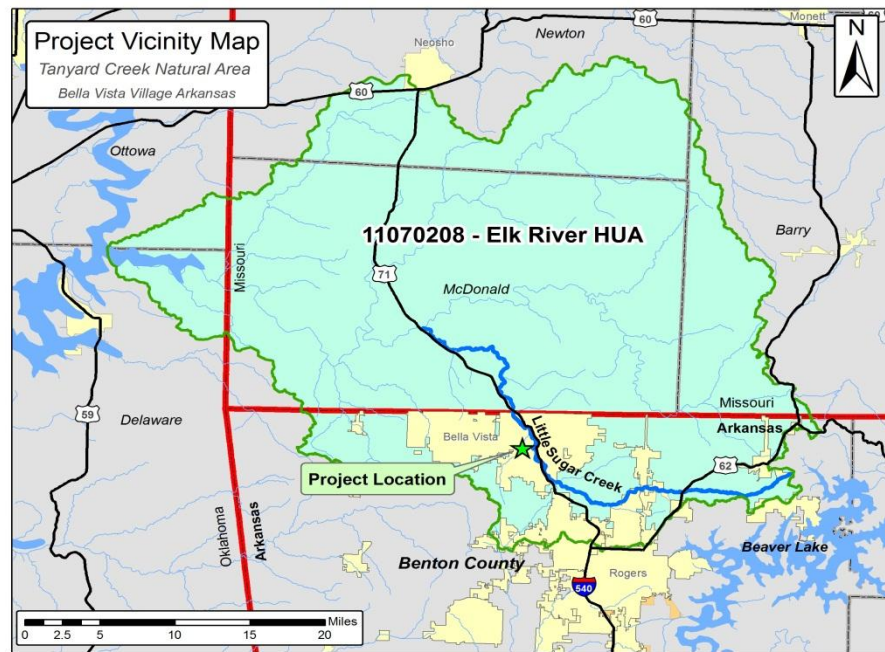 Project Vicinity Map
Tanyard Creek Natural Area
Bella Vista Village Arkansas
Neosho
Newton
60
Monett
60
N
60
Ottowa
11070208 - Elk River HUA
Barry
Missouri
71
McDonald
59
Delaware
Missouri
Arkansas
Bella Vista
Little Sugar Creek
62
Project Location
Oklahoma
Arkansas
Benton County
Beaver Lake
Rogers
540
Miles
0 2.5 5 10 15 20